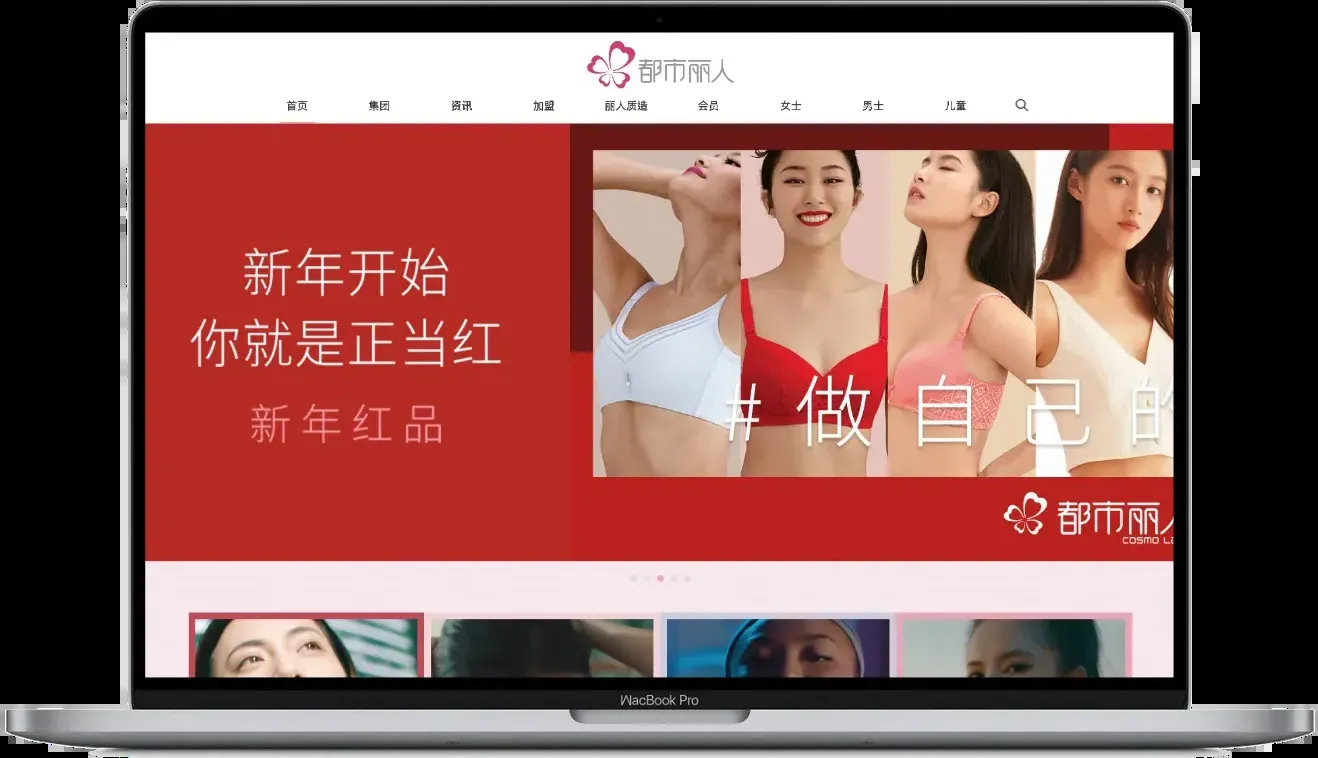 都市丽人
首页 集团 资讯 加盟 丽人质造 会员 女士 男士 儿童
新年开始
你就是正当红
新年红品
#做自己的
都市丽人
COSMO LA
MacBook Pro